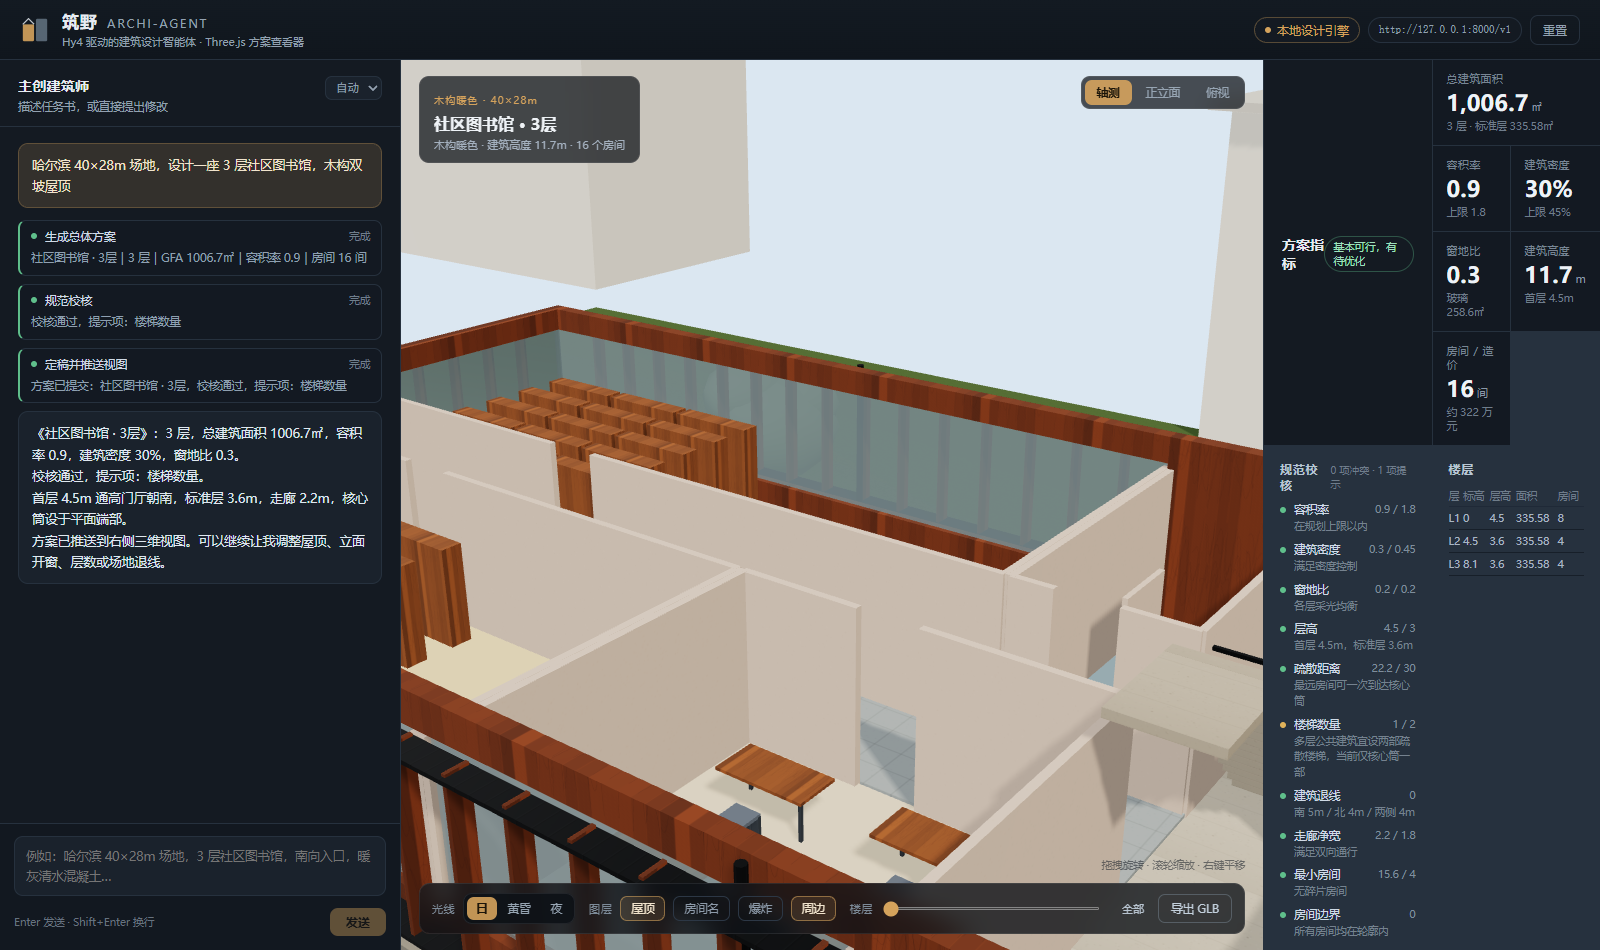 筑野 ARCHI-AGENT
Hy4 驱动的建筑设计智能体 · Three.js 方案查看器
本地设计引擎
http://127.0.0.1:8000/v1
重置
主创建筑师
描述任务书，或直接提出修改
自动
哈尔滨 40×28m 场地，设计一座 3 层社区图书馆，木构双
坡屋顶
生成总体方案 完成
社区图书馆 · 3层 | 3 层 | GFA 1006.7㎡ | 容积率 0.9 | 房间 16 间
规范校核 完成
校核通过，提示项：楼梯数量
定稿并推送视图 完成
方案已提交：社区图书馆 · 3层，校核通过，提示项：楼梯数量
《社区图书馆 · 3层》：3 层，总建筑面积 1006.7㎡，容积
率 0.9，建筑密度 30%，窗地比 0.3。
校核通过，提示项：楼梯数量。
首层 4.5m 通高门厅朝南，标准层 3.6m，走廊 2.2m，核心
筒设于平面端部。
方案已推送到右侧三维视图。可以继续让我调整屋顶、立面
开窗、层数或场地退线。
例如：哈尔滨 40×28m 场地，3 层社区图书馆，南向入口，暖
灰清水混凝土...
Enter 发送 · Shift+Enter 换行
发送
木构暖色 · 40×28m
社区图书馆 • 3层
木构暖色 · 建筑高度 11.7m · 16 个房间
轴测 正立面 俯视
拖拽旋转 · 滚轮缩放 · 右键平移
光线 日 黄昏 夜 图层 屋顶 房间名 爆炸 周边 楼层 全部 导出 GLB
方案指
标
基本可行，有
待优化
总建筑面积
1,006.7 ㎡
3 层 · 标准层 335.58㎡
容积率
0.9
上限 1.8
建筑密度
30%
上限 45%
窗地比
0.3
玻璃
258.6㎡
建筑高度
11.7 m
首层 4.5m
房间 / 造
价
16 间
约 322 万
元
规范校
核
0 项冲突 · 1 项提
示
容积率 0.9 / 1.8
在规划上限以内
建筑密度 0.3 / 0.45
满足密度控制
窗地比 0.2 / 0.2
各层采光均衡
层高 4.5 / 3
首层 4.5m，标准层 3.6m
疏散距离 22.2 / 30
最远房间可一次到达核心
筒
楼梯数量 1 / 2
多层公共建筑宜设两部疏
散楼梯，当前仅核心筒一
部
建筑退线 0
南 5m / 北 4m / 两侧 4m
走廊净宽 2.2 / 1.8
满足双向通行
最小房间 15.6 / 4
无碎片房间
房间边界 0
所有房间均在轮廓内
楼层
层 标高 层高 面积 房间
L1 0 4.5 335.58 8
L2 4.5 3.6 335.58 4
L3 8.1 3.6 335.58 4